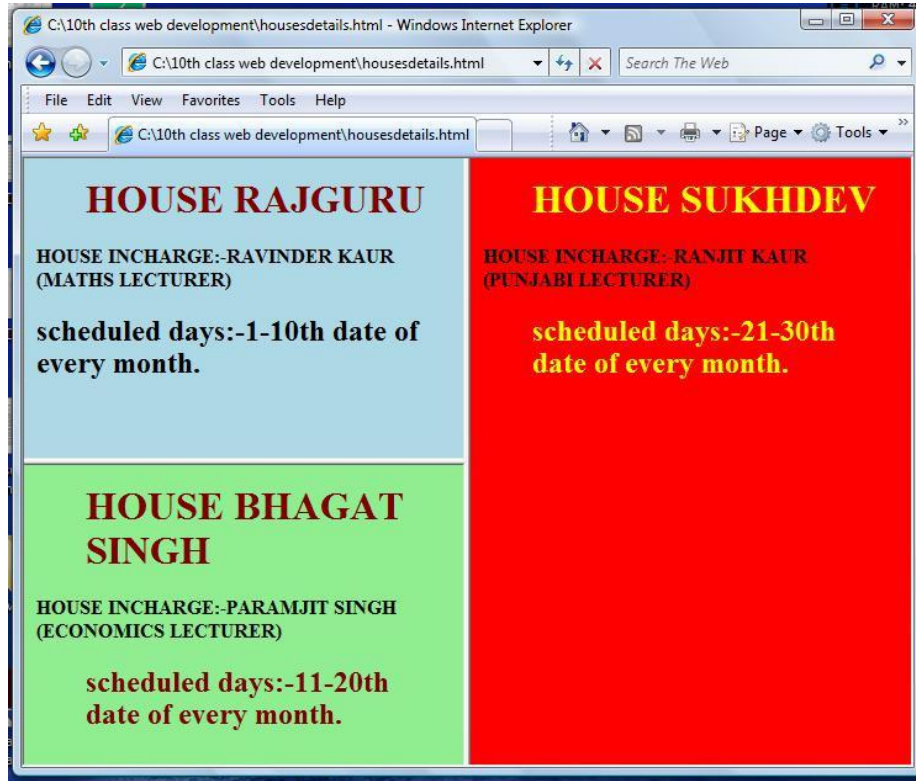 C:\10th class web development\housesdetails.html - Windows Internet Explorer
C:\10th class web development\housesdetails.html
Search The Web
File Edit View Favorites Tools Help
C:\10th class web development\housesdetails.html
Page Tools
HOUSE RAJGURU
HOUSE INCHARGE:-RAVINDER KAUR
(MATHS LECTURER)
scheduled days:-1-10th date of
every month.
HOUSE BHAGAT
SINGH
HOUSE INCHARGE:-PARAMJIT SINGH
(ECONOMICS LECTURER)
scheduled days:-11-20th
date of every month.
HOUSE SUKHDEV
HOUSE INCHARGE:-RANJIT KAUR
(PUNJABI LECTURER)
scheduled days:-21-30th
date of every month.